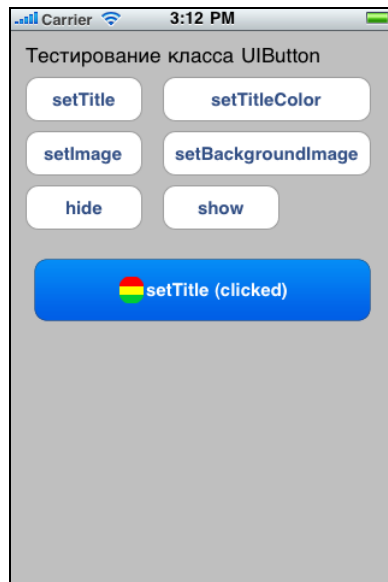 Carrier 3:12 PM
Тестирование класса UIButton
setTitle setTitleColor
setImage setBackgroundImage
hide show
setTitle (clicked)